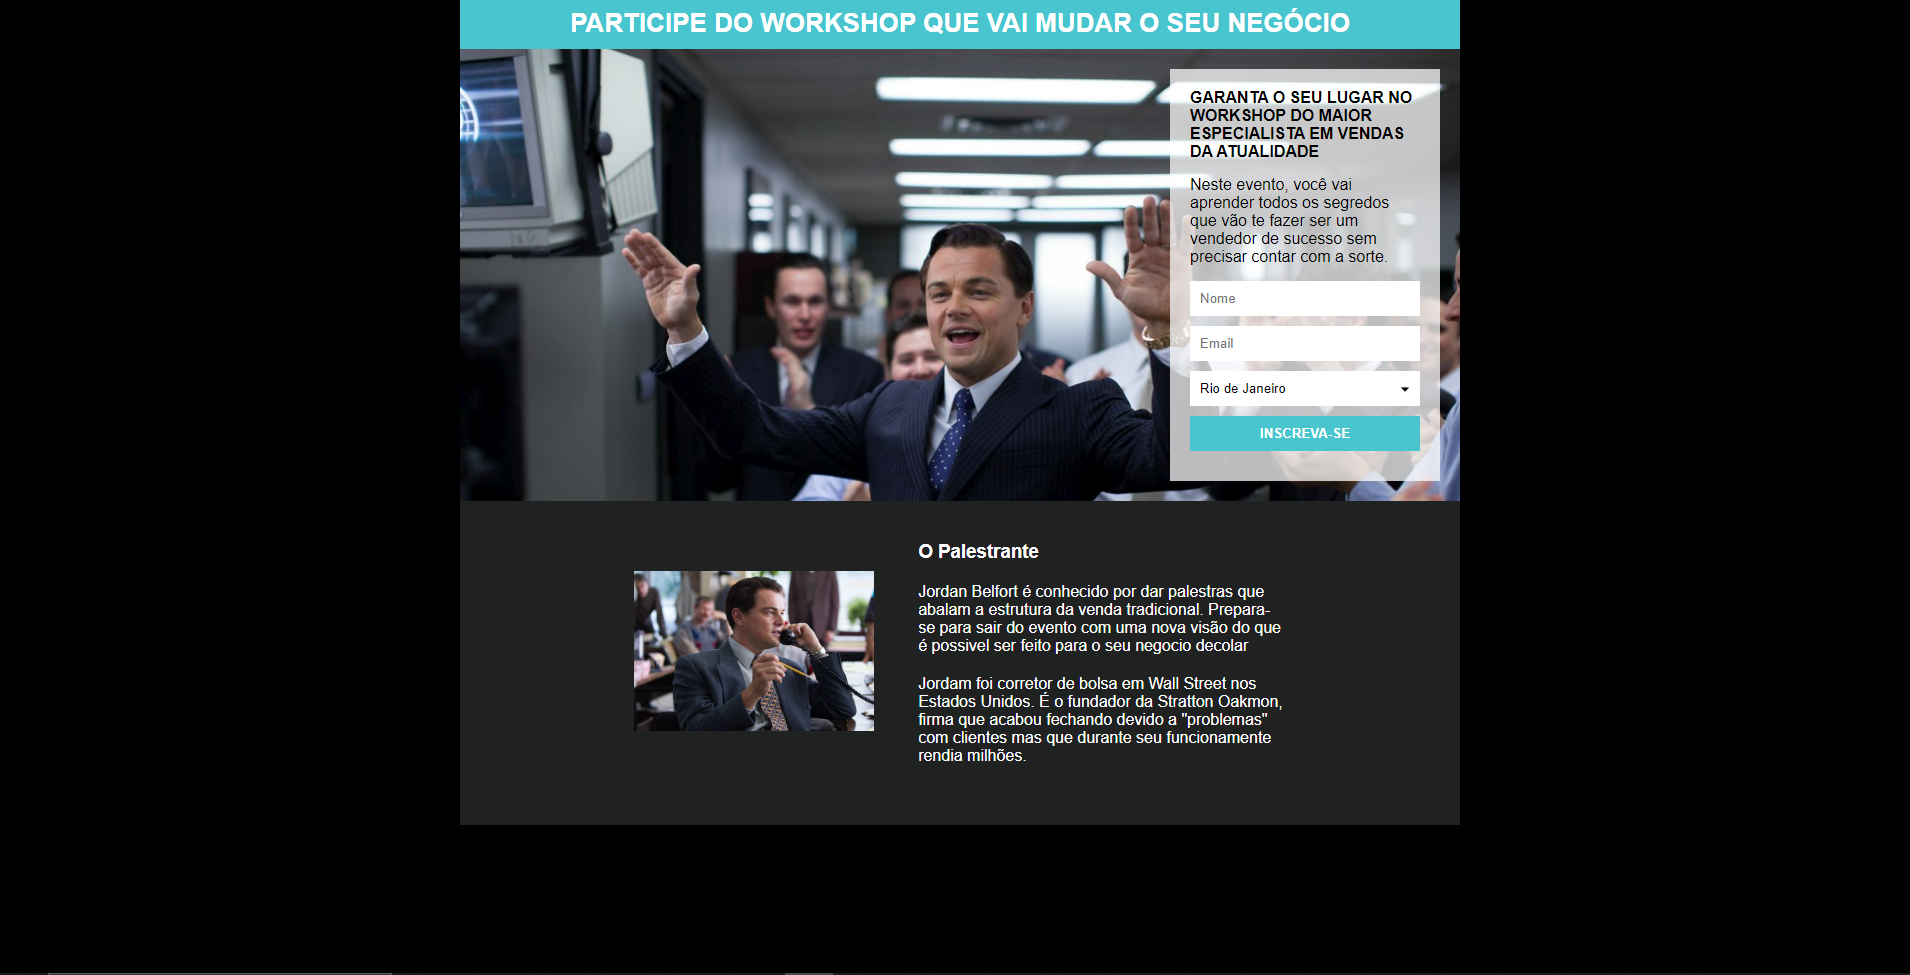 PARTICIPE DO WORKSHOP QUE VAI MUDAR O SEU NEGÓCIO
GARANTA O SEU LUGAR NO
WORKSHOP DO MAIOR
ESPECIALISTA EM VENDAS
DA ATUALIDADE
Neste evento, você vai
aprender todos os segredos
que vão te fazer ser um
vendedor de sucesso sem
precisar contar com a sorte.
Nome
Email
Rio de Janeiro
INSCREVA-SE
O Palestrante
Jordan Belfort é conhecido por dar palestras que
abalam a estrutura da venda tradicional. Prepara-
se para sair do evento com uma nova visão do que
é possivel ser feito para o seu negocio decolar
Jordam foi corretor de bolsa em Wall Street nos
Estados Unidos. É o fundador da Stratton Oakmon,
firma que acabou fechando devido a "problemas"
com clientes mas que durante seu funcionamente
rendia milhões.